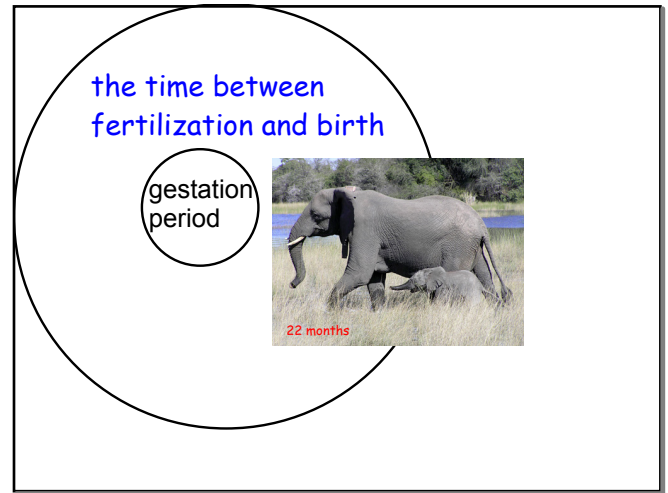 the time between
fertilization and birth
gestation
period
22 months